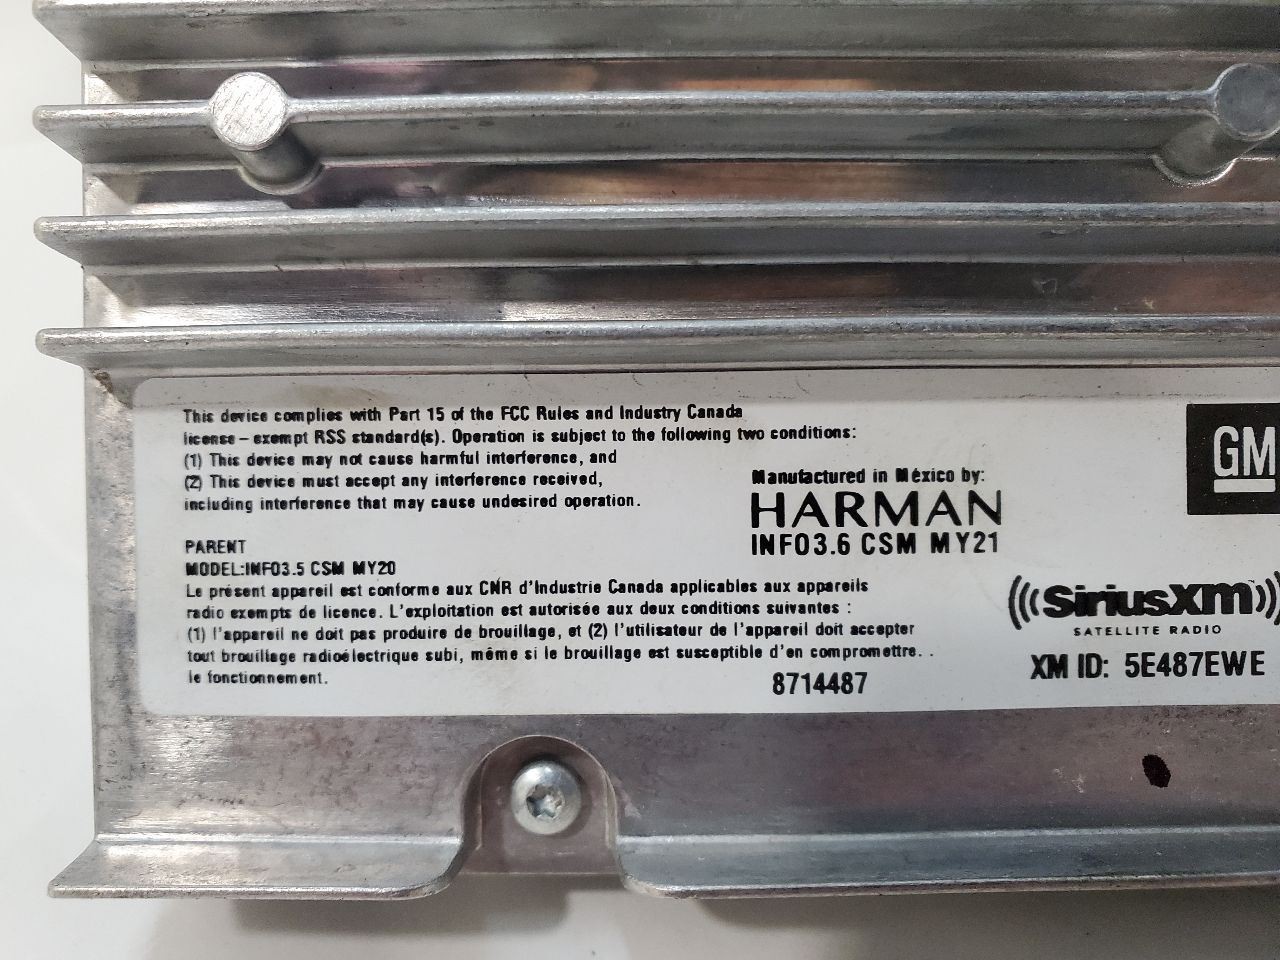 This device complies with Part 15 of the FCC Rules and Industry Canada
license - exempt RSS standard(s). Operation is subject to the following two conditions:
(1) This device may not cause harmful interference, and
(2) This device must accept any interference received,
including interference that may cause undesired operation.
PARENT
MODEL:INFO3.5 CSM MY20
Le présent appareil est conforme aux CNR d'Industrie Canada applicables aux appareils
radio exempts de licence. L'exploitation est autorisée aux deux conditions suivantes :
(1) l'appareil ne doit pas produire de brouillage, et (2) l'utilisateur de l'appareil doit accepter
tout brouillage radioélectrique subi, même si le brouillage est susceptible d'en compromettre. .
le fonctionnement.
Manufactured in México by:
HARMAN
INFO3.6 CSM MY21
8714487
GM
SiriusXm
SATELLITE RADIO
XM ID: 5E487EWE